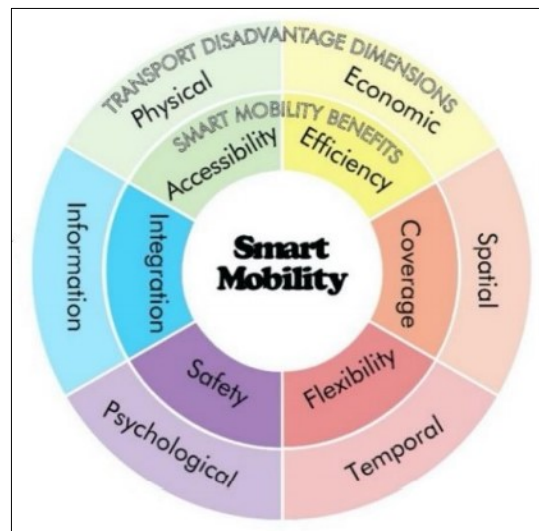 TRANSPORT DISADVANTAGE DIMENSIONS
Physical
Economic
SMART MOBILITY BENEFITS
Accessibility
Efficiency
Information
Integration
Smart
Mobility
Coverage
Spatial
Safety
Flexibility
Psychological
Temporal